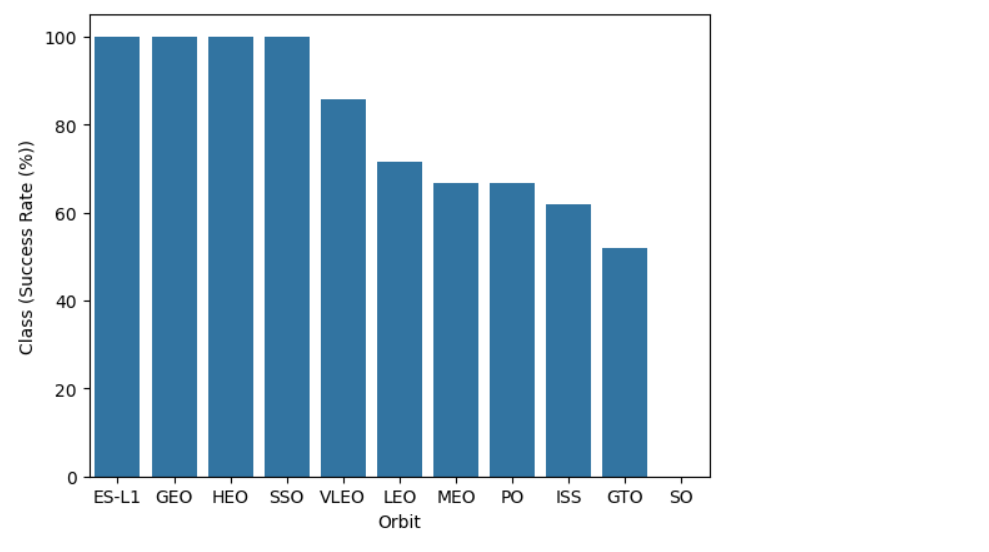 100
80
60
40
20
0
Class (Success Rate (%))
ES-L1 GEO HEO SSO VLEO LEO MEO PO ISS GTO SO
Orbit